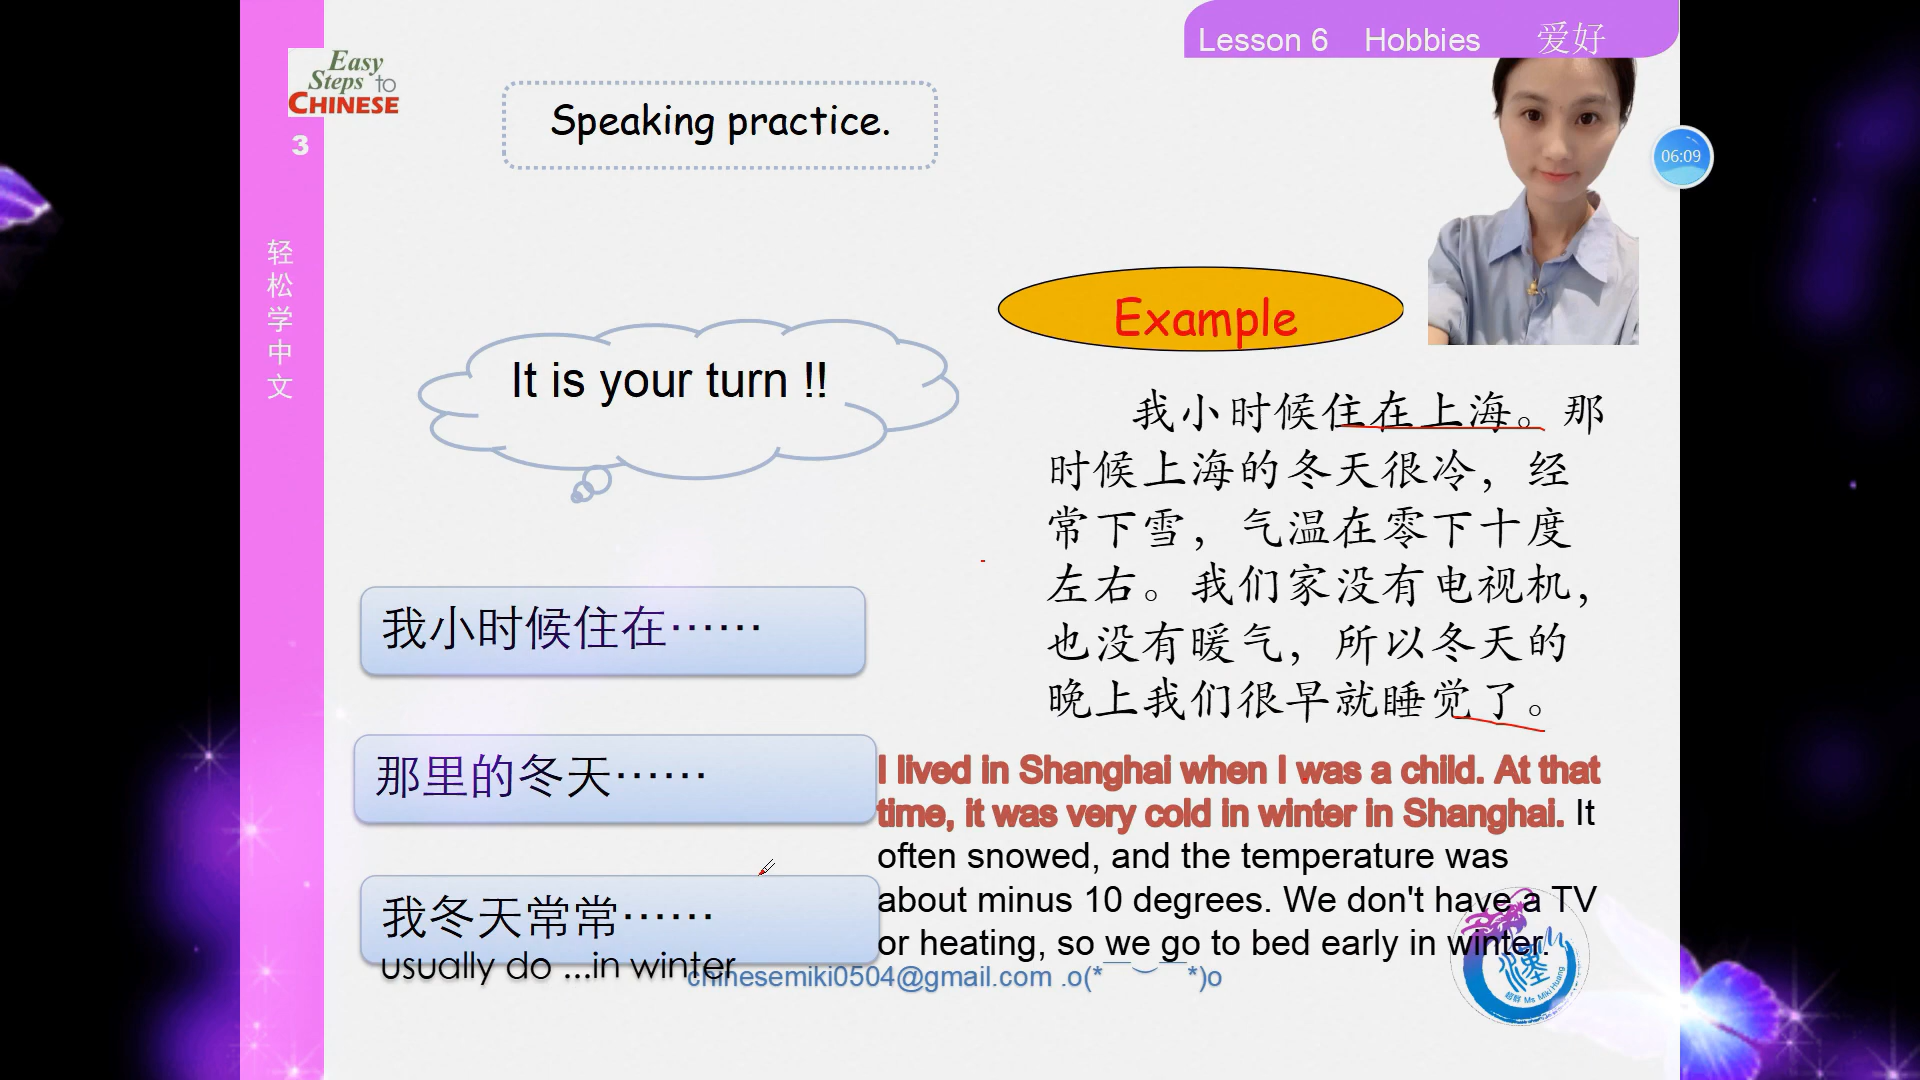 Lesson 6 Hobbies 爱好
Easy
Steps to
CHINESE
3
轻松学中文
Speaking practice.
06:09
Example
It is your turn !!
我小时候住在上海。那
时候上海的冬天很冷，经
常下雪，气温在零下十度
左右。我们家没有电视机，
也没有暖气，所以冬天的
晚上我们很早就睡觉了。
我小时候住在……
那里的冬天……
我冬天常常……
usually do ...in winter
I lived in Shanghai when I was a child. At that
time, it was very cold in winter in Shanghai. It
often snowed, and the temperature was
about minus 10 degrees. We don't have a TV
or heating, so we go to bed early in winter.
chinesemiki0504@gmail.com .o(*￣︶￣*)o
Ms Miki Huang